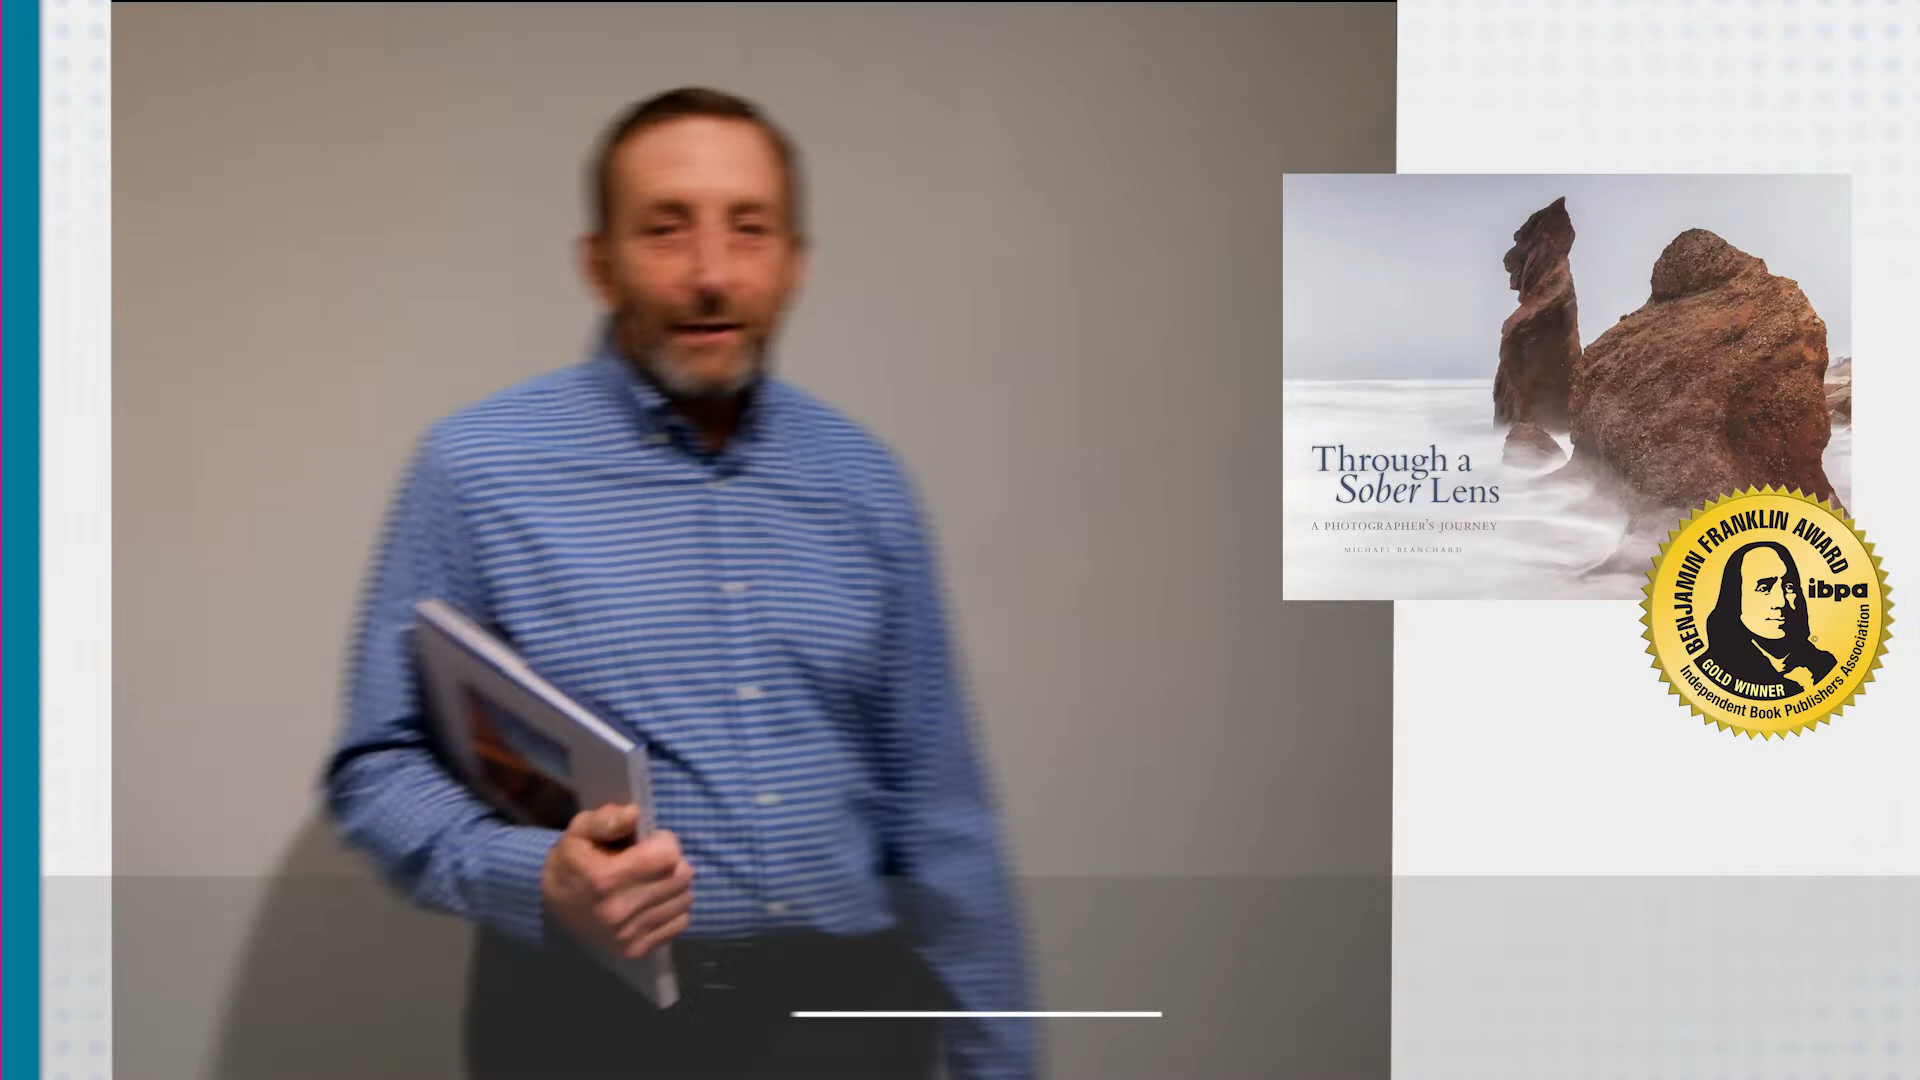 Through a
Sober Lens
A PHOTOGRAPHER'S JOURNEY
MICHAEL BLANCHARD
BENJAMIN FRANKLIN AWARD
ibpa
©
GOLD WINNER
Independent Book Publishers Association